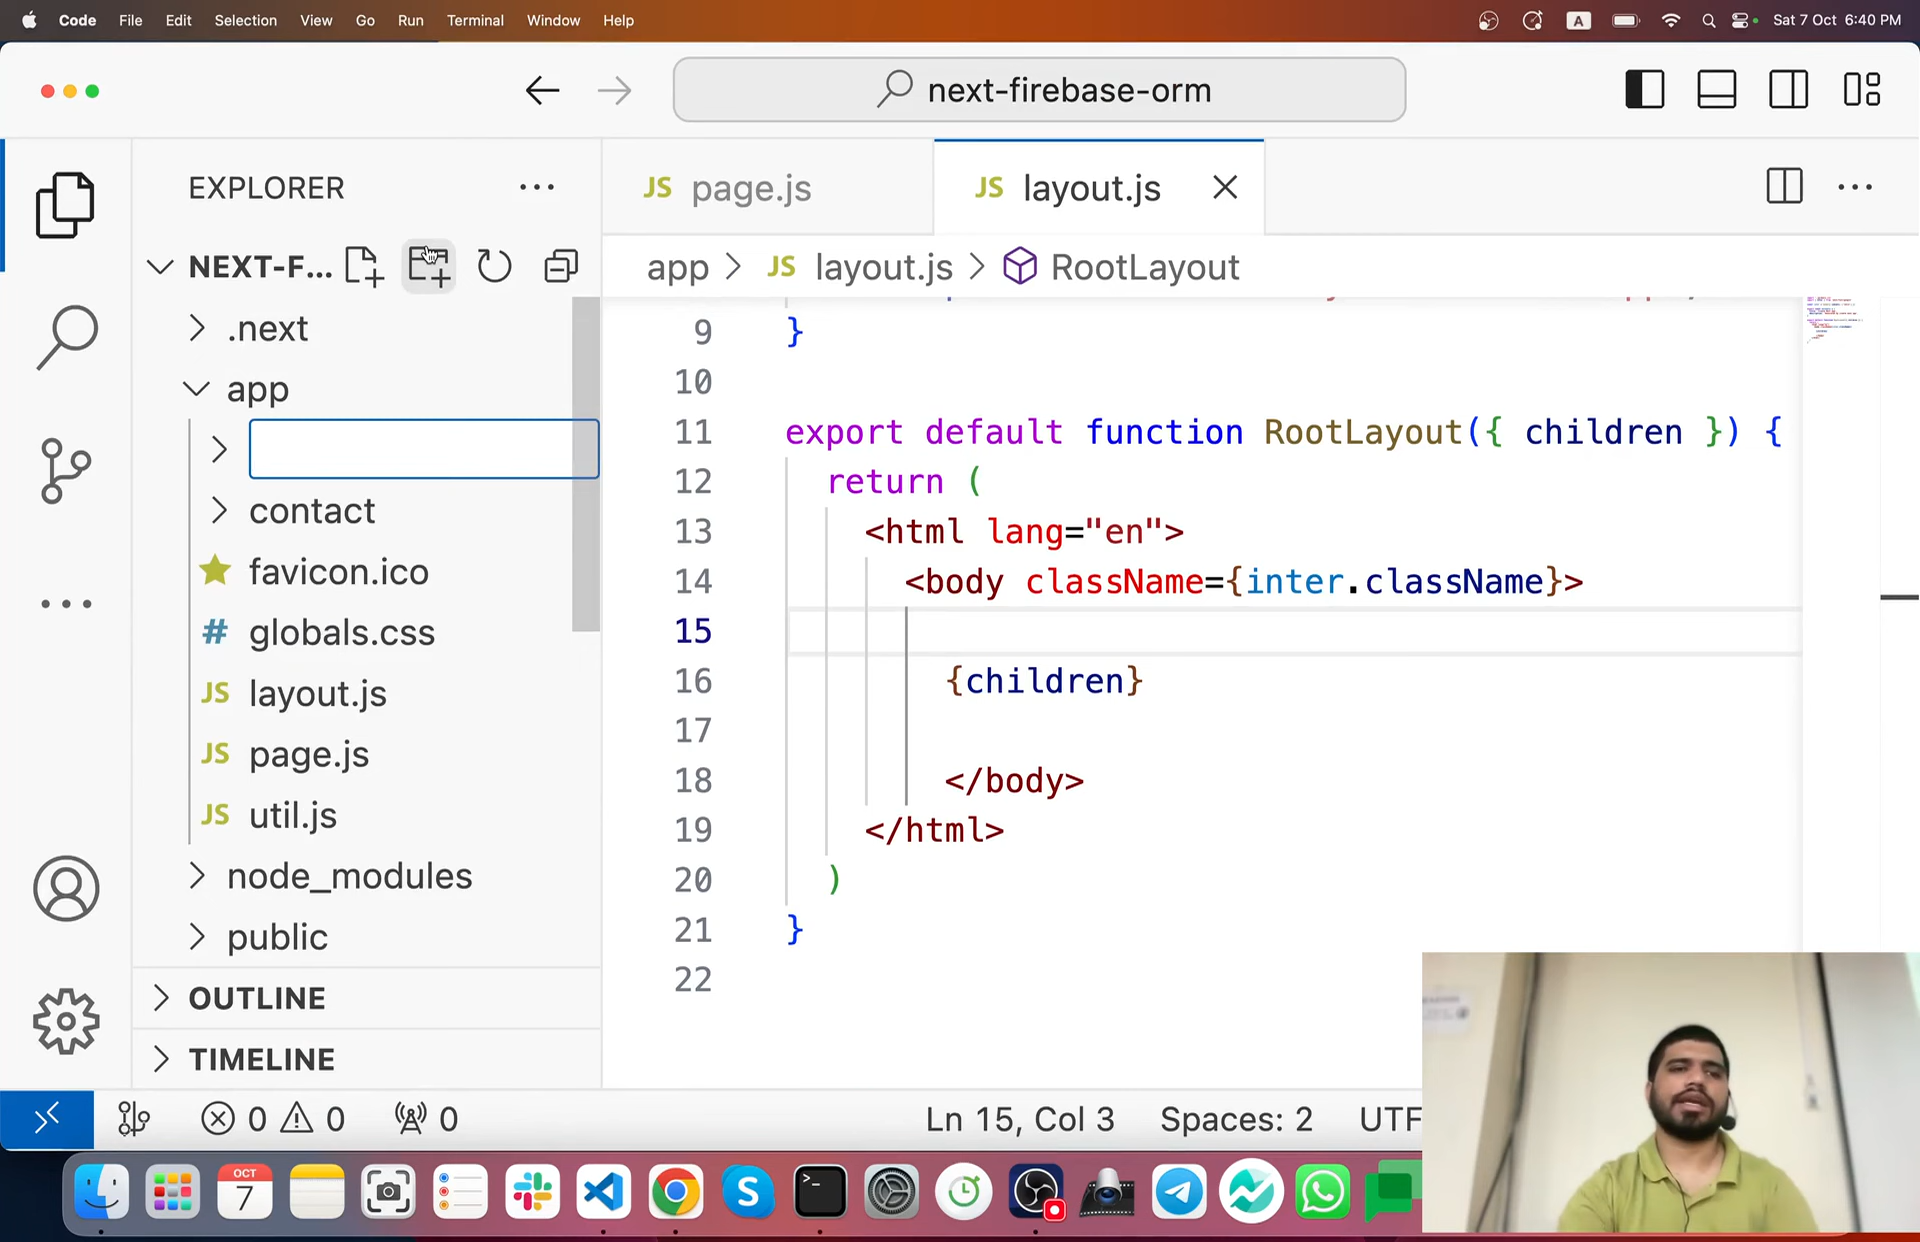 Code File Edit Selection View Go Run Terminal Window Help
A Sat 7 Oct 6:40 PM
next-firebase-orm
EXPLORER
NEXT-F...
.next
app
contact
favicon.ico
# globals.css
JS layout.js
JS page.js
JS util.js
node_modules
public
OUTLINE
TIMELINE
JS page.js
JS layout.js
app > JS layout.js > RootLayout
9 }
10
11 export default function RootLayout({ children }) {
12 return (
13 <html lang="en">
14 <body className={inter.className}>
15
16 {children}
17
18 </body>
19 </html>
20 )
21 }
22
0 0 0
Ln 15, Col 3 Spaces: 2 UTF
OCT
7
S